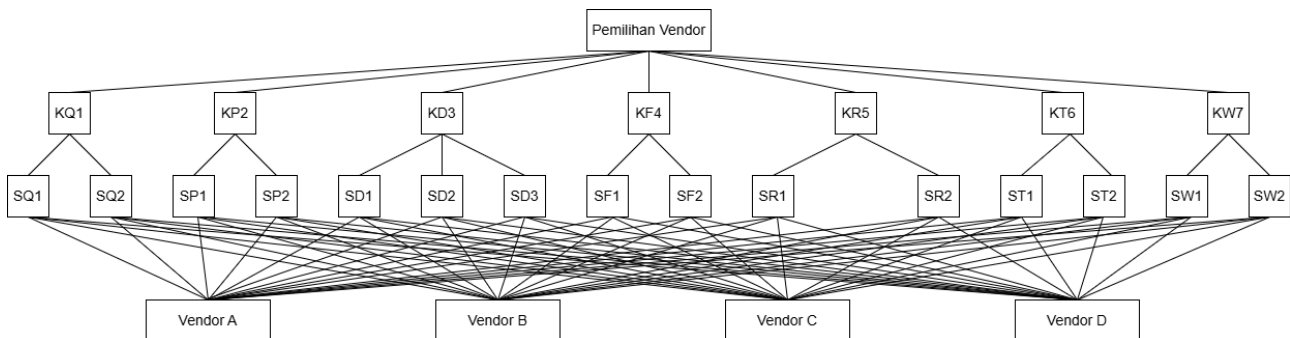 Pemilihan Vendor
KQ1 KP2 KD3 KF4 KR5 KT6 KW7
SQ1 SQ2 SP1 SP2 SD1 SD2 SD3 SF1 SF2 SR1 SR2 ST1 ST2 SW1 SW2
Vendor A Vendor B Vendor C Vendor D